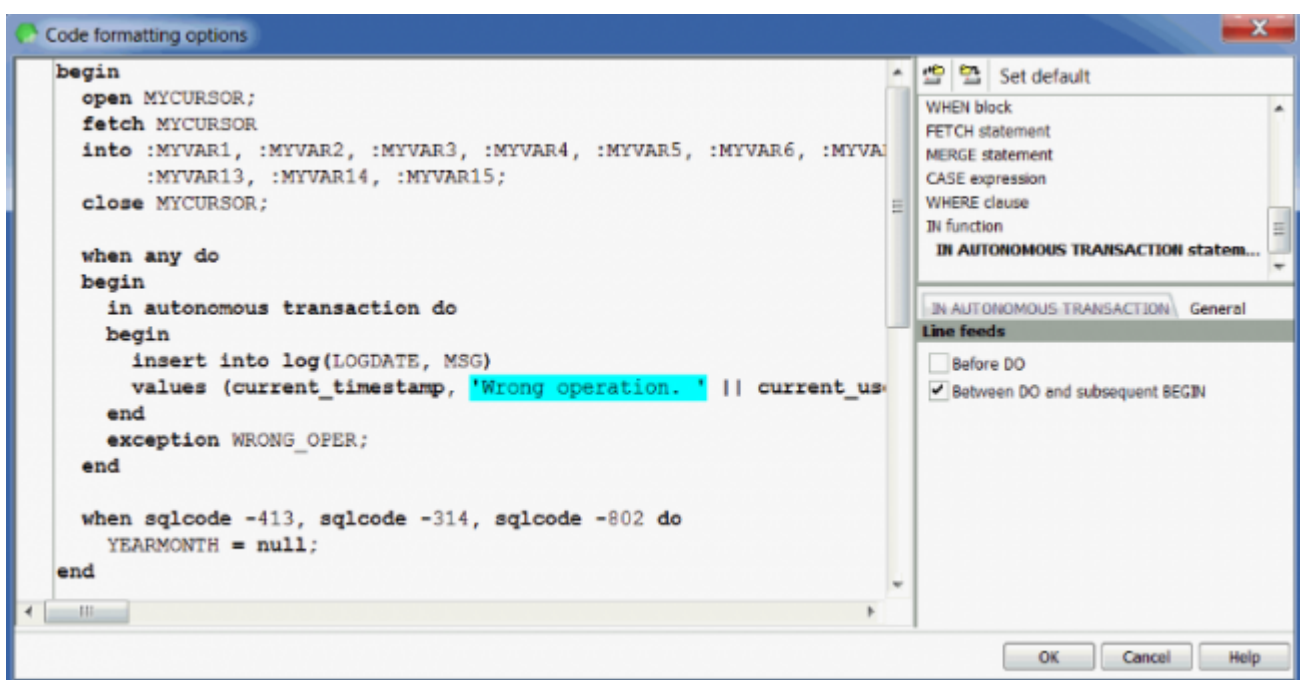 Code formatting options
begin
open MYCURSOR;
fetch MYCURSOR
into :MYVAR1, :MYVAR2, :MYVAR3, :MYVAR4, :MYVAR5, :MYVAR6, :MYVA
:MYVAR13, :MYVAR14, :MYVAR15;
close MYCURSOR;
when any do
begin
in autonomous transaction do
begin
insert into log(LOGDATE, MSG)
values (current_timestamp, 'Wrong operation. ' || current_us
end
exception WRONG_OPER;
end
when sqlcode -413, sqlcode -314, sqlcode -802 do
YEARMONTH = null;
end
Set default
WHEN block
FETCH statement
MERGE statement
CASE expression
WHERE clause
IN function
IN AUTONOMOUS TRANSACTION statem...
IN AUTONOMOUS TRANSACTION General
Line feeds
Before DO
Between DO and subsequent BEGIN
OK Cancel Help